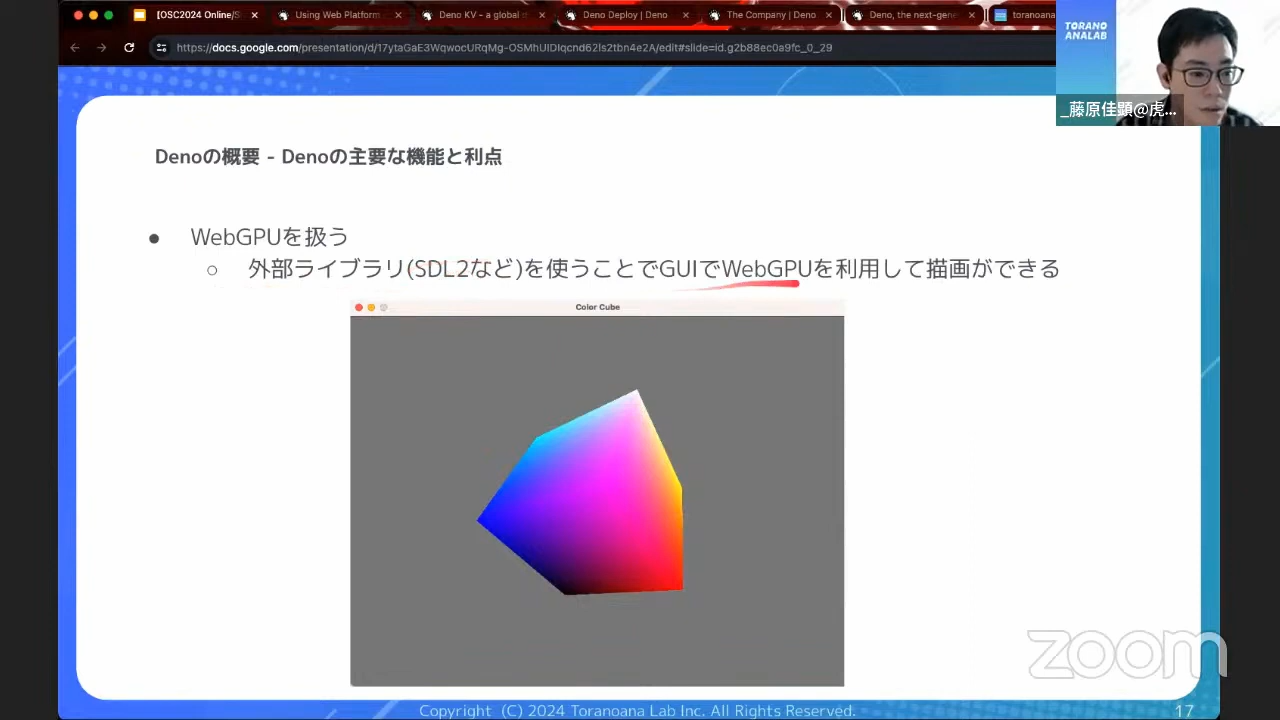 [OSC2024 Online/S
Using Web Platform
Deno KV - a global d
Deno Deploy | Deno
The Company | Deno
Deno, the next-gene
toranoana
https://docs.google.com/presentation/d/17ytaGaE3WqwocURqMg-OSMhUIDIqcnd62ls2tbn4e2A/edit#slide=id.g2b88ec0a9fc_0_29
TORANO
ANALAB
_藤原佳顕@虎...
Denoの概要 - Denoの主要な機能と利点
● WebGPUを扱う
○ 外部ライブラリ(SDL2など)を使うことでGUIでWebGPUを利用して描画ができる
Color Cube
zoom
Copyright (C) 2024 Toranoana Lab Inc. All Rights Reserved.
17